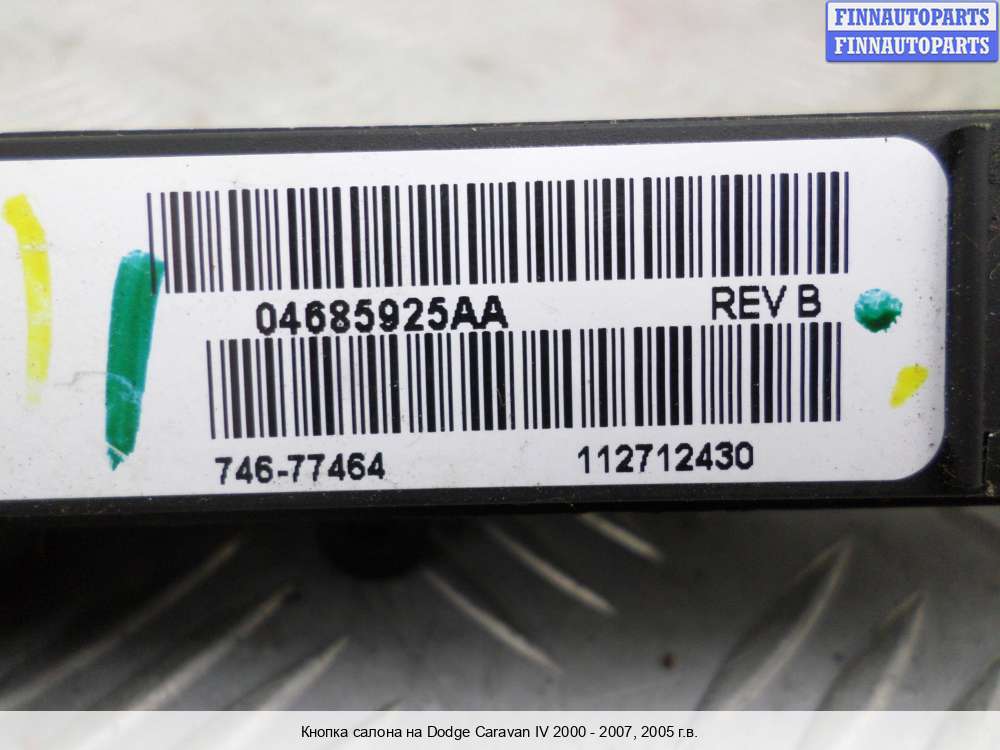 FINNAUTOPARTS
FINNAUTOPARTS
04685925AA REV B
746-77464 112712430
Кнопка салона на Dodge Caravan IV 2000 - 2007, 2005 г.в.